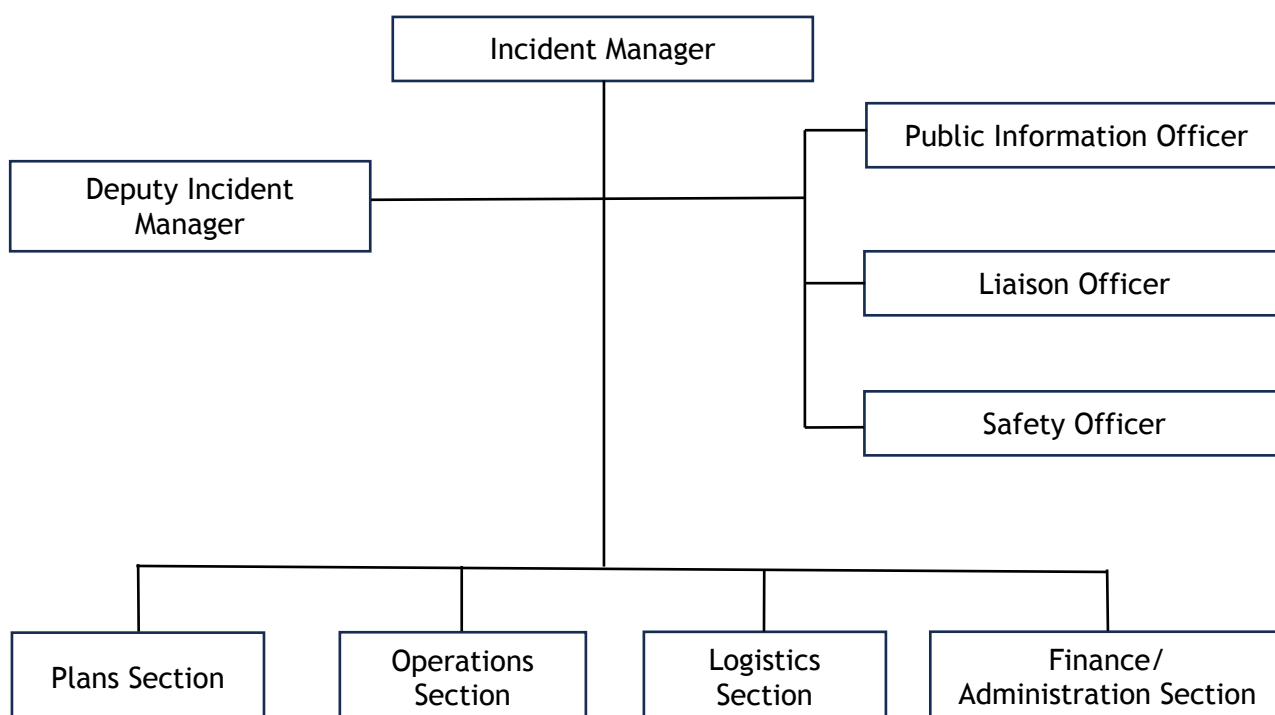 Incident Manager
Public Information Officer
Deputy Incident
Manager
Liaison Officer
Safety Officer
Plans Section
Operations
Section
Logistics
Section
Finance/
Administration Section